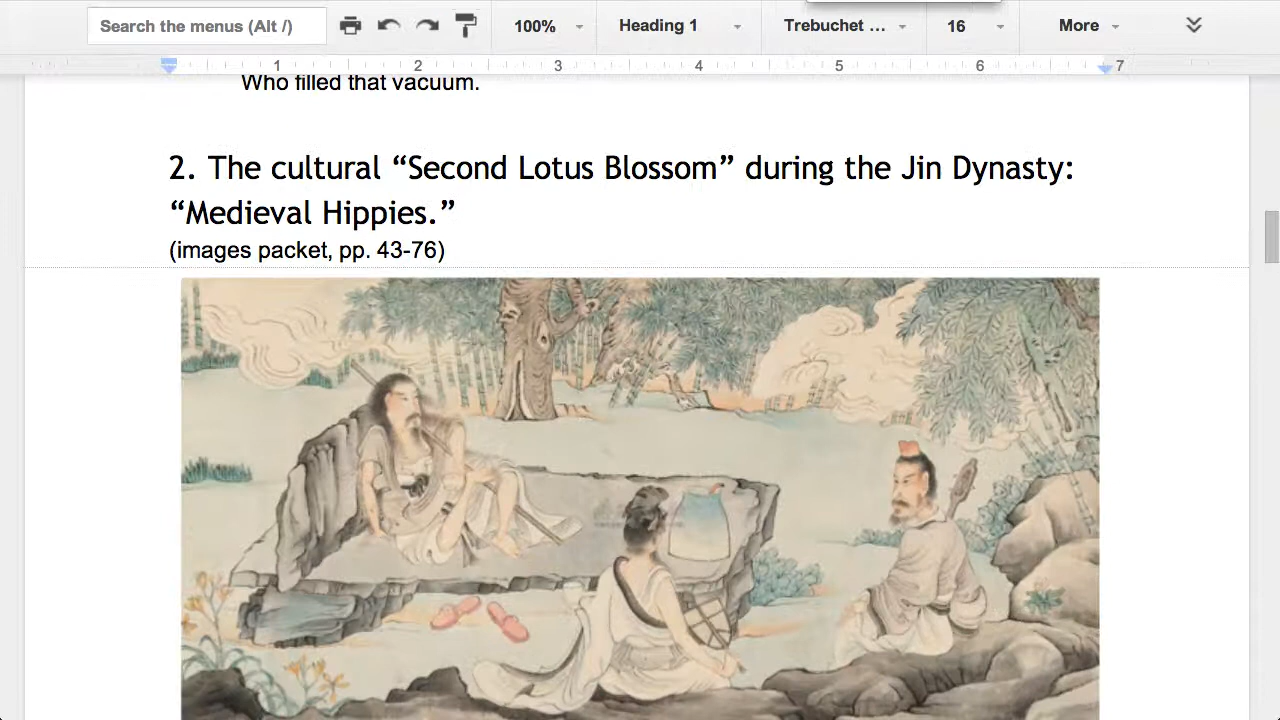 Search the menus (Alt /) 100% Heading 1 Trebuchet ... 16 More
1 2 3 4 5 6 7
Who filled that vacuum.
2. The cultural “Second Lotus Blossom” during the Jin Dynasty:
“Medieval Hippies.”
(images packet, pp. 43-76)